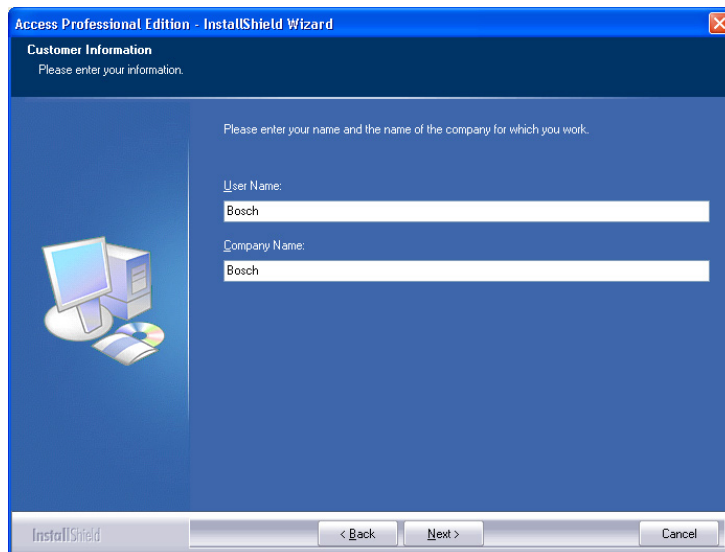 Access Professional Edition - InstallShield Wizard
Customer Information
Please enter your information.
Please enter your name and the name of the company for which you work.
User Name:
Bosch
Company Name:
Bosch
InstallShield
< Back
Next >
Cancel